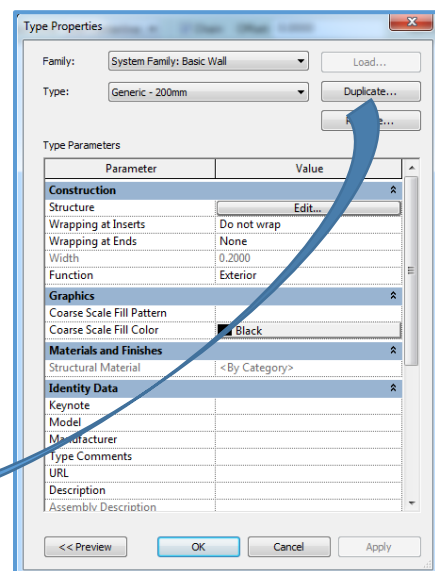 Type Properties
Family: System Family: Basic Wall Load...
Type: Generic - 200mm Duplicate...
Type Parameters
Parameter Value
Construction
Structure Edit...
Wrapping at Inserts Do not wrap
Wrapping at Ends None
Width 0.2000
Function Exterior
Graphics
Coarse Scale Fill Pattern
Coarse Scale Fill Color Black
Materials and Finishes
Structural Material <By Category>
Identity Data
Keynote
Model
Manufacturer
Type Comments
URL
Description
Assembly Description
<< Preview OK Cancel Apply